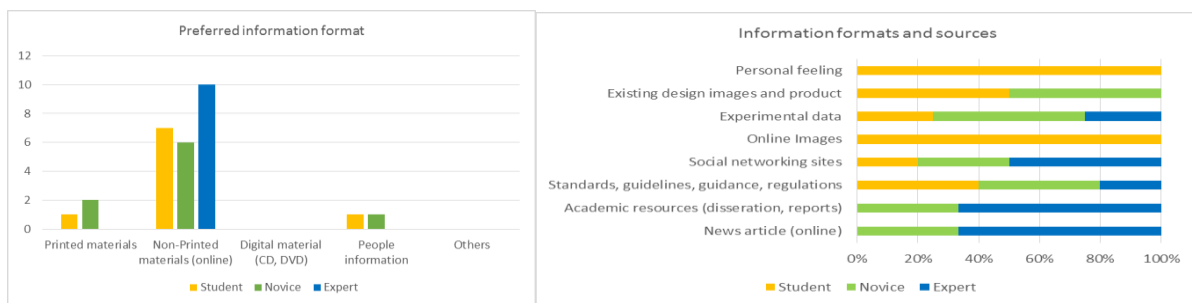 Preferred information format
12
10
8
6
4
2
0
Printed materials
Non-Printed
materials (online)
Digital material
(CD, DVD)
People
information
Others
Student Novice Expert
Information formats and sources
Personal feeling
Existing design images and product
Experimental data
Online Images
Social networking sites
Standards, guidelines, guidance, regulations
Academic resources (disseration, reports)
News article (online)
0% 20% 40% 60% 80% 100%
Student Novice Expert